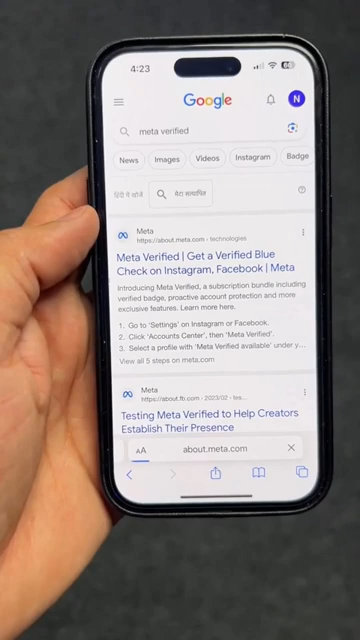 4:23
Google
N
meta verified
News Images Videos Instagram Badge
हिंदी में खोजें मेटा सत्यापित
Meta
https://about.meta.com › technologies
Meta Verified | Get a Verified Blue
Check on Instagram, Facebook | Meta
Introducing Meta Verified, a subscription bundle including
verified badge, proactive account protection and more
exclusive features. Learn more here.
1. Go to 'Settings' on Instagram or Facebook.
2. Click 'Accounts Center', then 'Meta Verified'.
3. Select a profile with 'Meta Verified available' under y...
View all 5 steps on meta.com
Meta
https://about.fb.com › 2023/02 › tes...
Testing Meta Verified to Help Creators
Establish Their Presence
AA about.meta.com